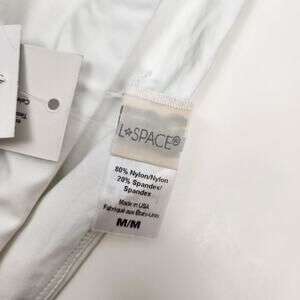 L*SPACE®
80% Nylon/Nylon
20% Spandex/
Spandex
Made in USA
Fabriqué aux États-Unis
M/M